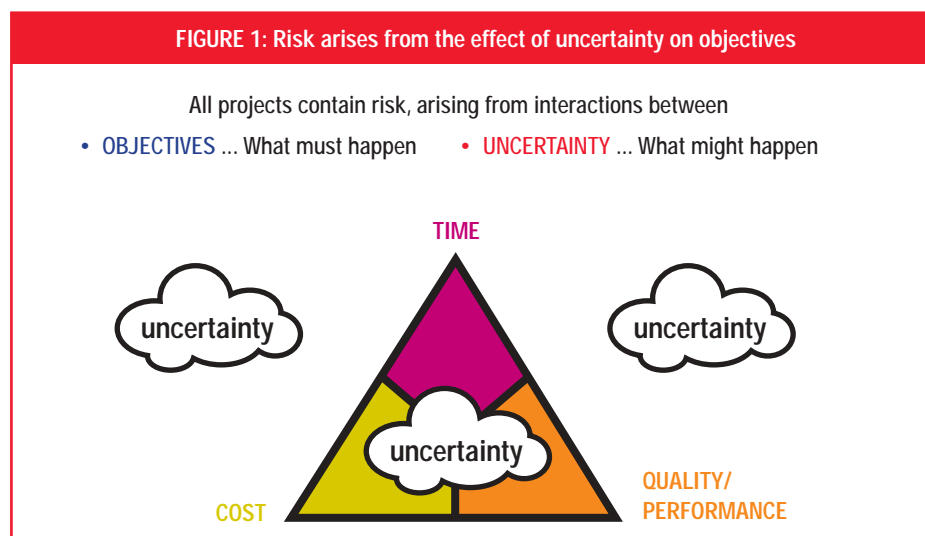 FIGURE 1: Risk arises from the effect of uncertainty on objectives
All projects contain risk, arising from interactions between
• OBJECTIVES ... What must happen • UNCERTAINTY ... What might happen
TIME
uncertainty uncertainty
uncertainty
COST
QUALITY/
PERFORMANCE